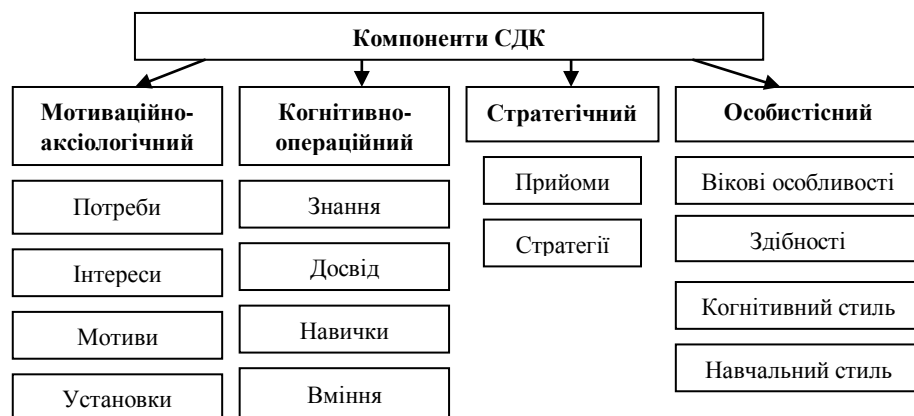 Компоненти СДК
Мотиваційно-
аксіологічний
Когнітивно-
операційний
Стратегічний
Особистісний
Потреби
Інтереси
Мотиви
Установки
Знання
Досвід
Навички
Вміння
Прийоми
Стратегії
Вікові особливості
Здібності
Когнітивний стиль
Навчальний стиль